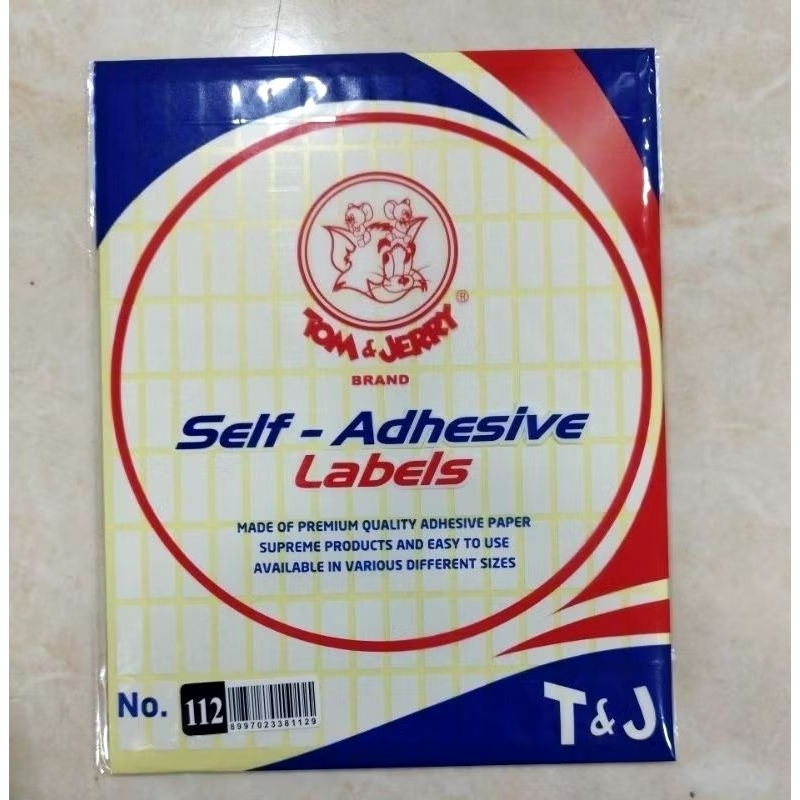 TOM & JERRY ®
BRAND
Self - Adhesive
Labels
MADE OF PREMIUM QUALITY ADHESIVE PAPER
SUPREME PRODUCTS AND EASY TO USE
AVAILABLE IN VARIOUS DIFFERENT SIZES
No. 112
8997023381129
T & J